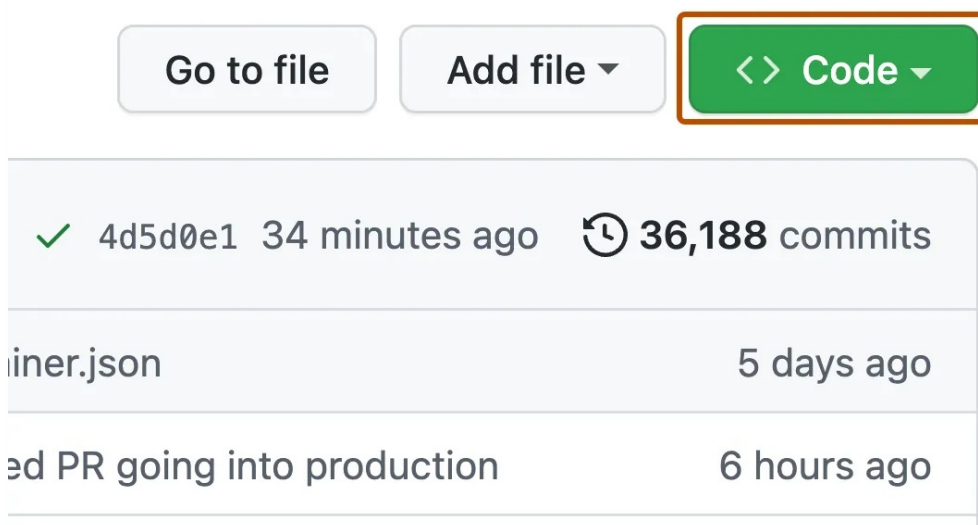 Go to file Add file <> Code
4d5d0e1 34 minutes ago 36,188 commits
iner.json 5 days ago
ed PR going into production 6 hours ago